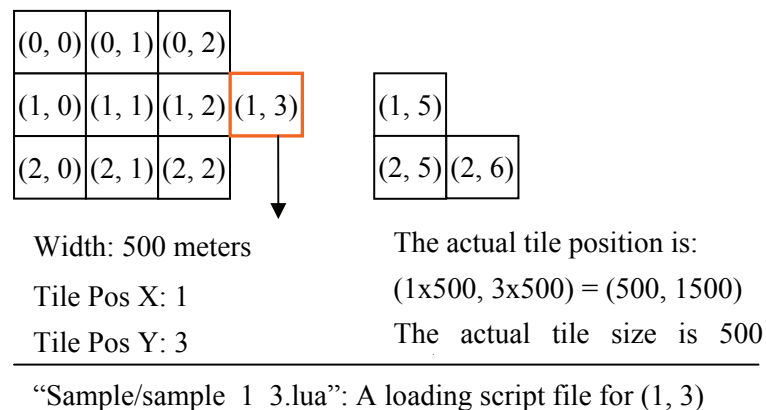 (0, 0) (0, 1) (0, 2)
(1, 0) (1, 1) (1, 2) (1, 3) (1, 5)
(2, 0) (2, 1) (2, 2) (2, 5) (2, 6)
Width: 500 meters
Tile Pos X: 1
Tile Pos Y: 3
The actual tile position is:
(1x500, 3x500) = (500, 1500)
The actual tile size is 500
“Sample/sample_1_3.lua”: A loading script file for (1, 3)